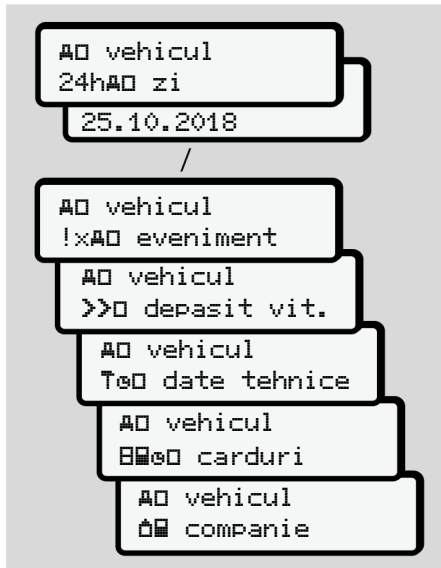 vehicul
24h zi
25.10.2018
/
vehicul
!x eveniment
vehicul
>> depasit vit.
vehicul
date tehnice
vehicul
carduri
vehicul
companie